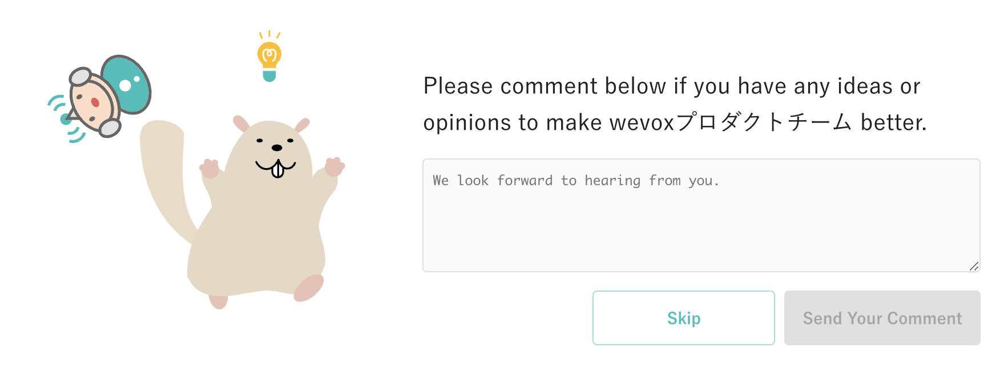 Please comment below if you have any ideas or
opinions to make wevoxプロダクトチーム better.
We look forward to hearing from you.
Skip
Send Your Comment